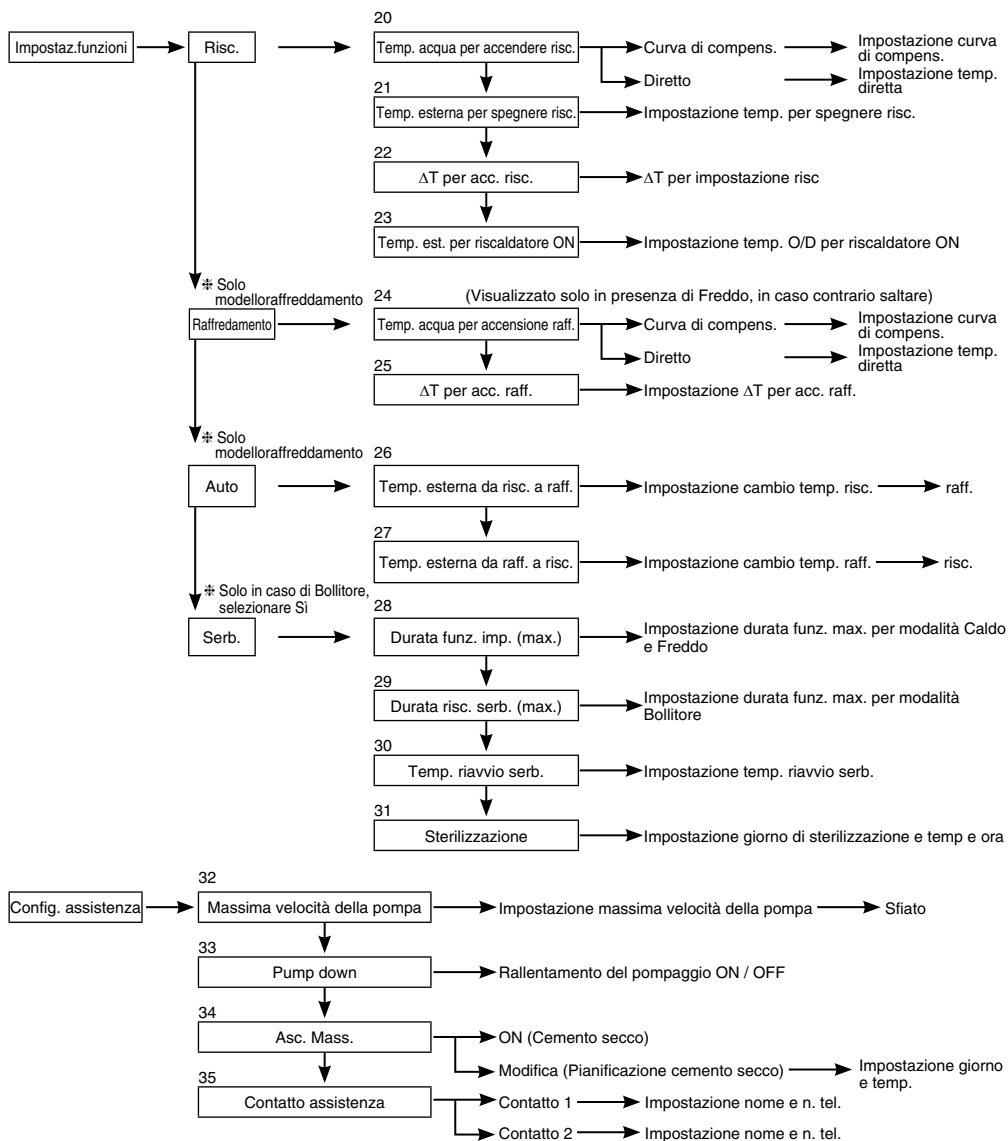 20
Impostaz.funzioni
Risc.
Temp. acqua per accendere risc.
Curva di compens.
Impostazione curva
di compens.
Diretto
Impostazione temp.
diretta
21
Temp. esterna per spegnere risc.
Impostazione temp. per spegnere risc.
22
ΔT per acc. risc.
ΔT per impostazione risc
23
Temp. est. per riscaldatore ON
Impostazione temp. O/D per riscaldatore ON
❉ Solo
modelloraffreddamento
24
(Visualizzato solo in presenza di Freddo, in caso contrario saltare)
Raffredamento
Temp. acqua per accensione raff.
Curva di compens.
Impostazione curva
di compens.
Diretto
Impostazione temp.
diretta
25
ΔT per acc. raff.
Impostazione ΔT per acc. raff.
❉ Solo
modelloraffreddamento
26
Auto
Temp. esterna da risc. a raff.
Impostazione cambio temp. risc.
raff.
27
Temp. esterna da raff. a risc.
Impostazione cambio temp. raff.
risc.
❉ Solo in caso di Bollitore,
selezionare Sì
28
Serb.
Durata funz. imp. (max.)
Impostazione durata funz. max. per modalità Caldo
e Freddo
29
Durata risc. serb. (max.)
Impostazione durata funz. max. per modalità
Bollitore
30
Temp. riavvio serb.
Impostazione temp. riavvio serb.
31
Sterilizzazione
Impostazione giorno di sterilizzazione e temp e ora
32
Config. assistenza
Massima velocità della pompa
Impostazione massima velocità della pompa
Sfiato
33
Pump down
Rallentamento del pompaggio ON / OFF
34
Asc. Mass.
ON (Cemento secco)
Modifica (Pianificazione cemento secco)
Impostazione giorno
e temp.
35
Contatto assistenza
Contatto 1
Impostazione nome e n. tel.
Contatto 2
Impostazione nome e n. tel.